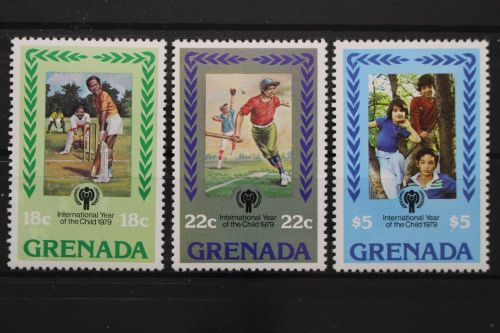 18c International Year 18c
of the Child 1979
GRENADA
22c International Year 22c
of the Child 1979
GRENADA
$5 International Year $5
of the Child 1979
GRENADA